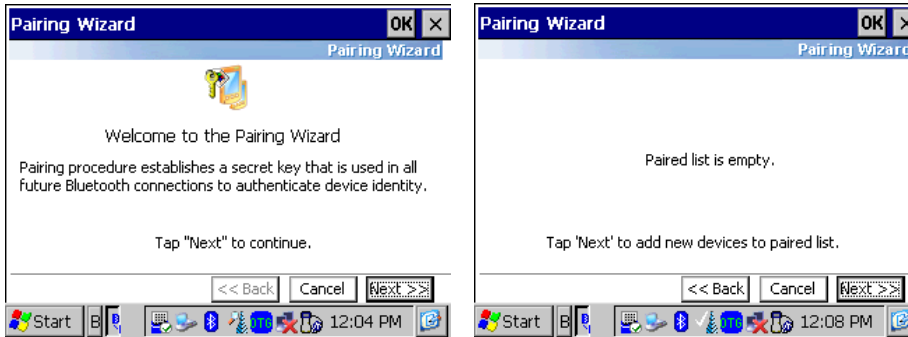 Pairing Wizard OK
Pairing Wizard
Welcome to the Pairing Wizard
Pairing procedure establishes a secret key that is used in all
future Bluetooth connections to authenticate device identity.
Tap "Next" to continue.
<< Back Cancel Next >>
Start B OTG 12:04 PM
Pairing Wizard OK
Pairing Wizard
Paired list is empty.
Tap 'Next' to add new devices to paired list.
<< Back Cancel Next >>
Start B OTG 12:08 PM